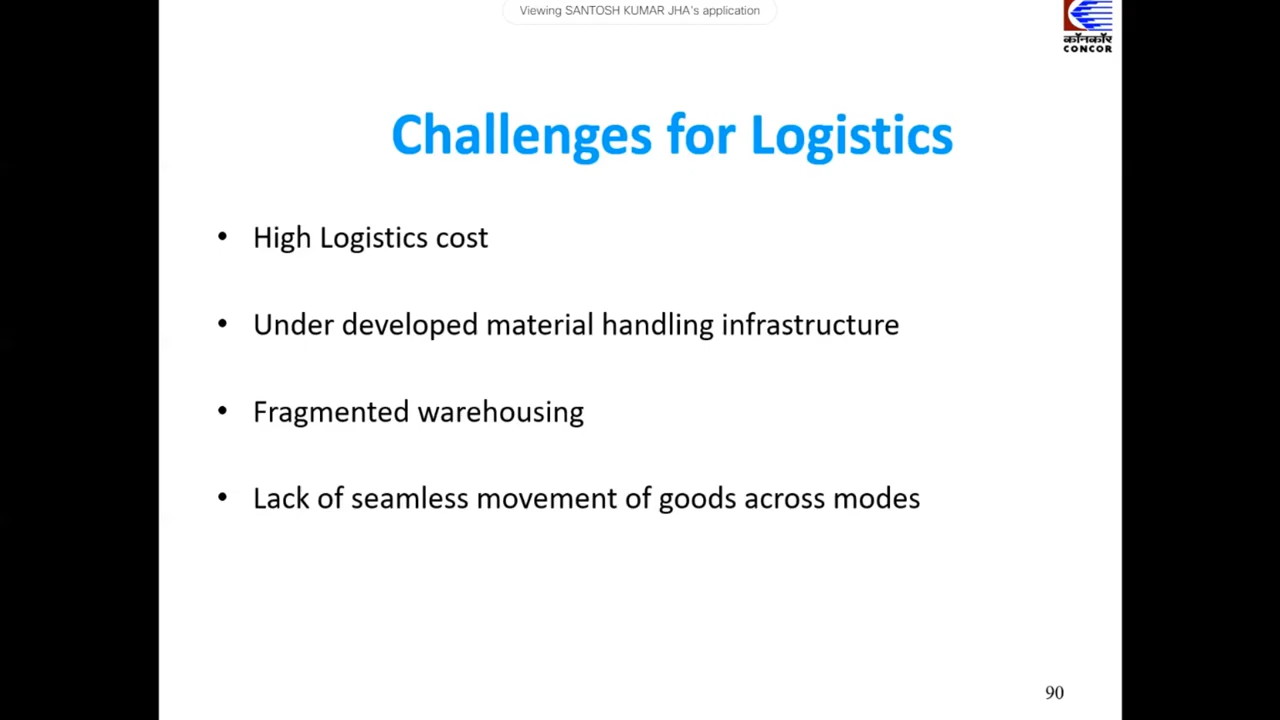 Viewing SANTOSH KUMAR JHA's application
कॉनकॉर
CONCOR
Challenges for Logistics
• High Logistics cost
• Under developed material handling infrastructure
• Fragmented warehousing
• Lack of seamless movement of goods across modes
90